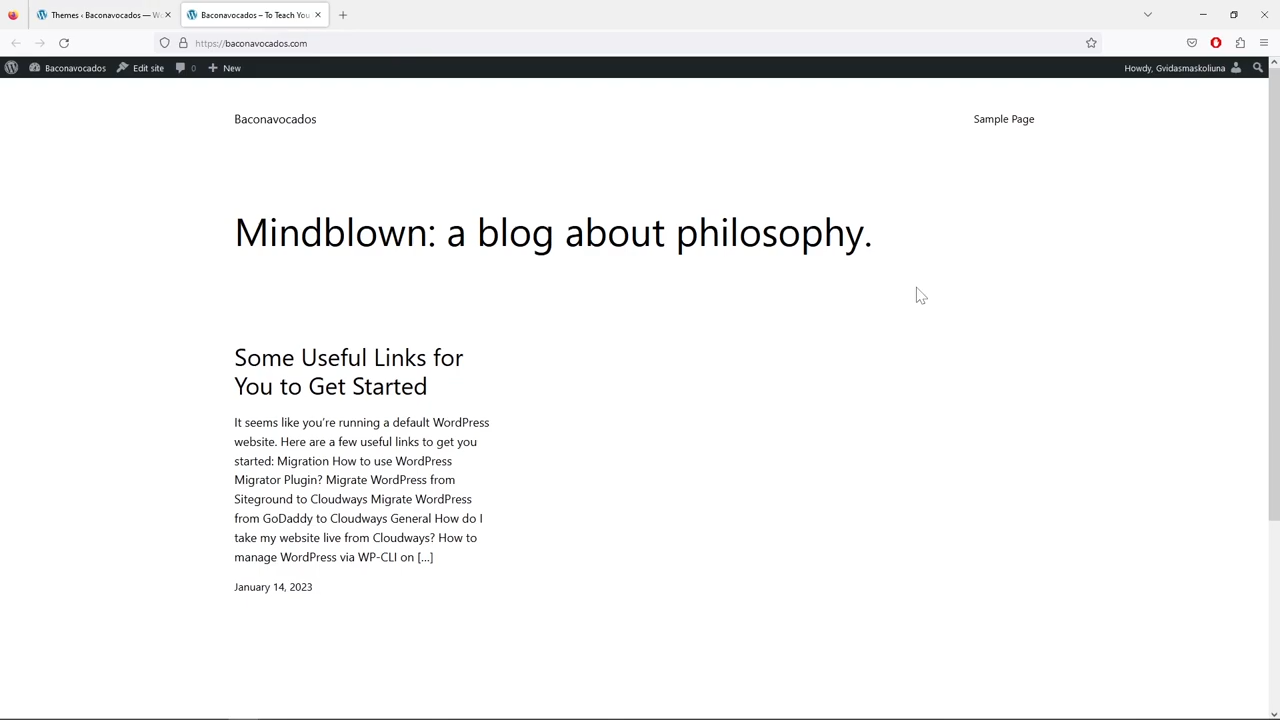 Themes ‹ Baconavocados — W
Baconavocados – To Teach You
https://baconavocados.com
Baconavocados
Edit site
0
New
Howdy, Gvidasmaskoliuna
Baconavocados
Sample Page
Mindblown: a blog about philosophy.
Some Useful Links for
You to Get Started
It seems like you’re running a default WordPress
website. Here are a few useful links to get you
started: Migration How to use WordPress
Migrator Plugin? Migrate WordPress from
Siteground to Cloudways Migrate WordPress
from GoDaddy to Cloudways General How do I
take my website live from Cloudways? How to
manage WordPress via WP-CLI on […]
January 14, 2023